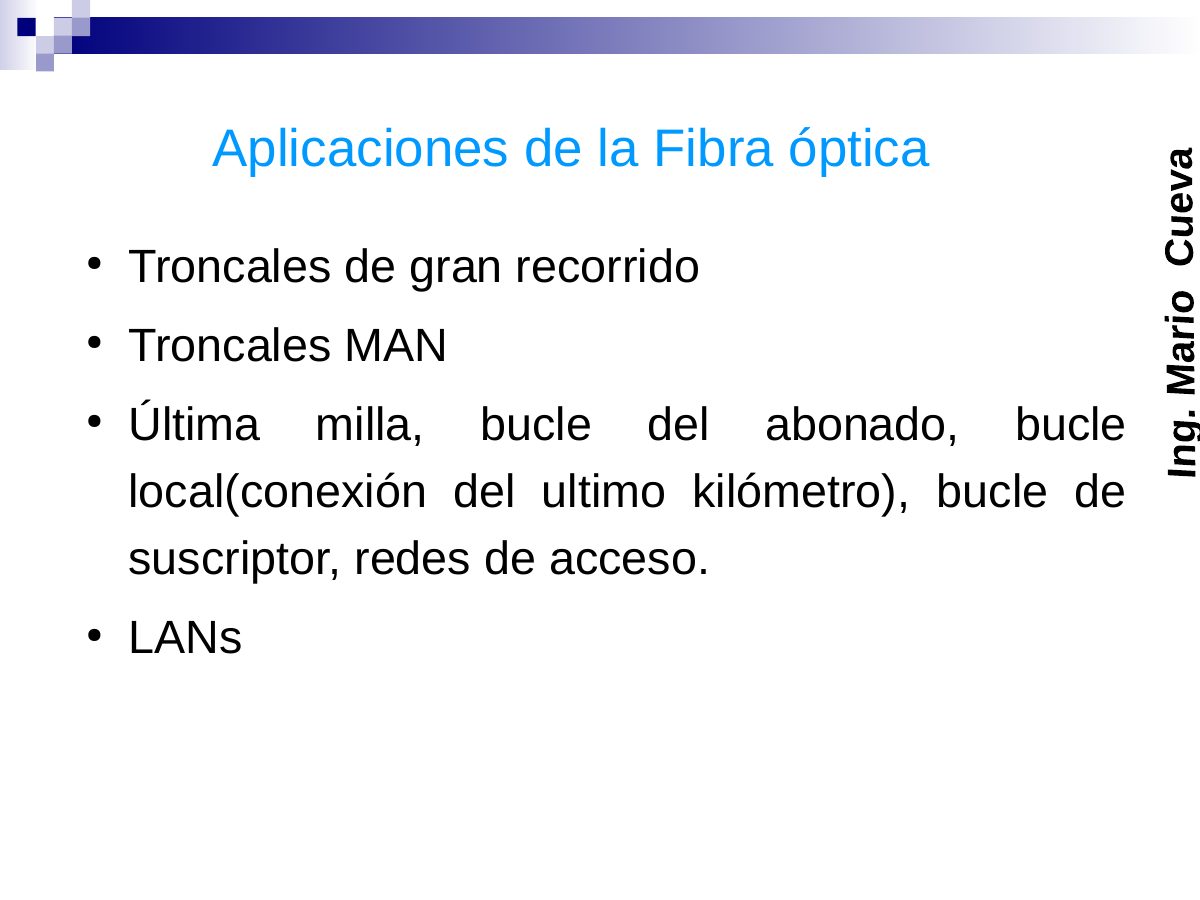 Aplicaciones de la Fibra óptica
• Troncales de gran recorrido
• Troncales MAN
• Última milla, bucle del abonado, bucle
local(conexión del ultimo kilómetro), bucle de
suscriptor, redes de acceso.
• LANs
Ing. Mario Cueva